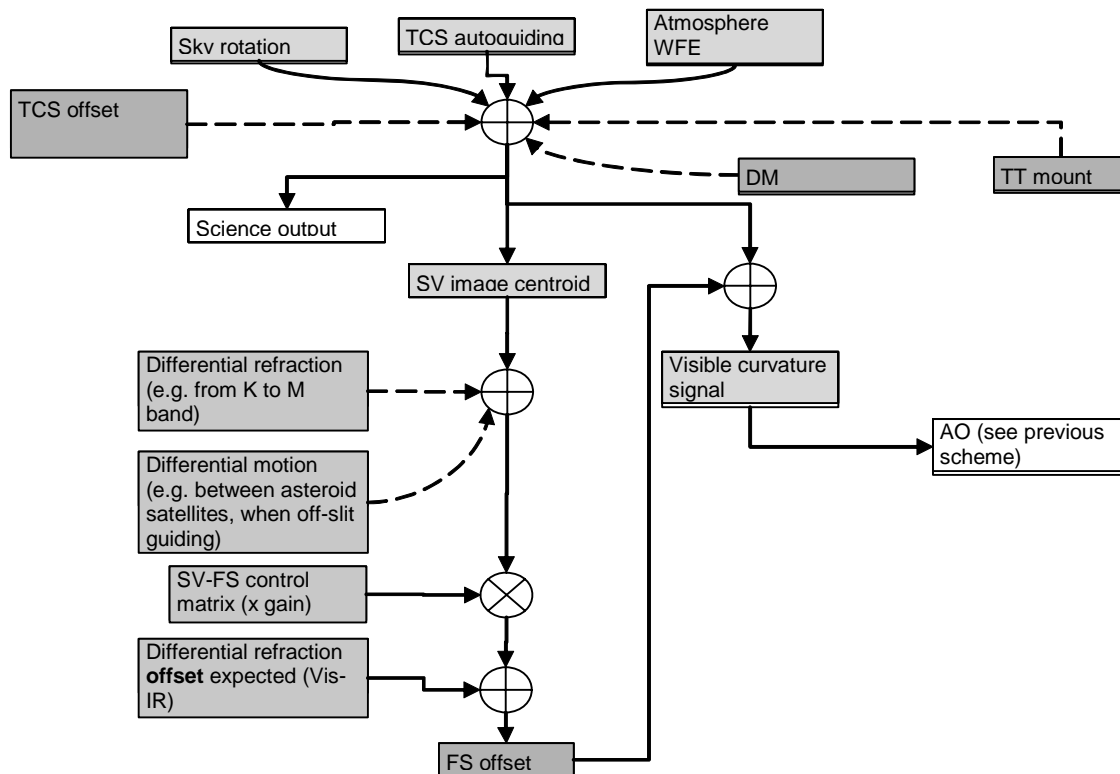 Sky rotation
TCS autoguiding
Atmosphere
WFE
TCS offset
DM
TT mount
Science output
SV image centroid
Differential refraction
(e.g. from K to M
band)
Visible curvature
signal
AO (see previous
scheme)
Differential motion
(e.g. between asteroid
satellites, when off-slit
guiding)
SV-FS control
matrix (x gain)
Differential refraction
offset expected (Vis-
IR)
FS offset